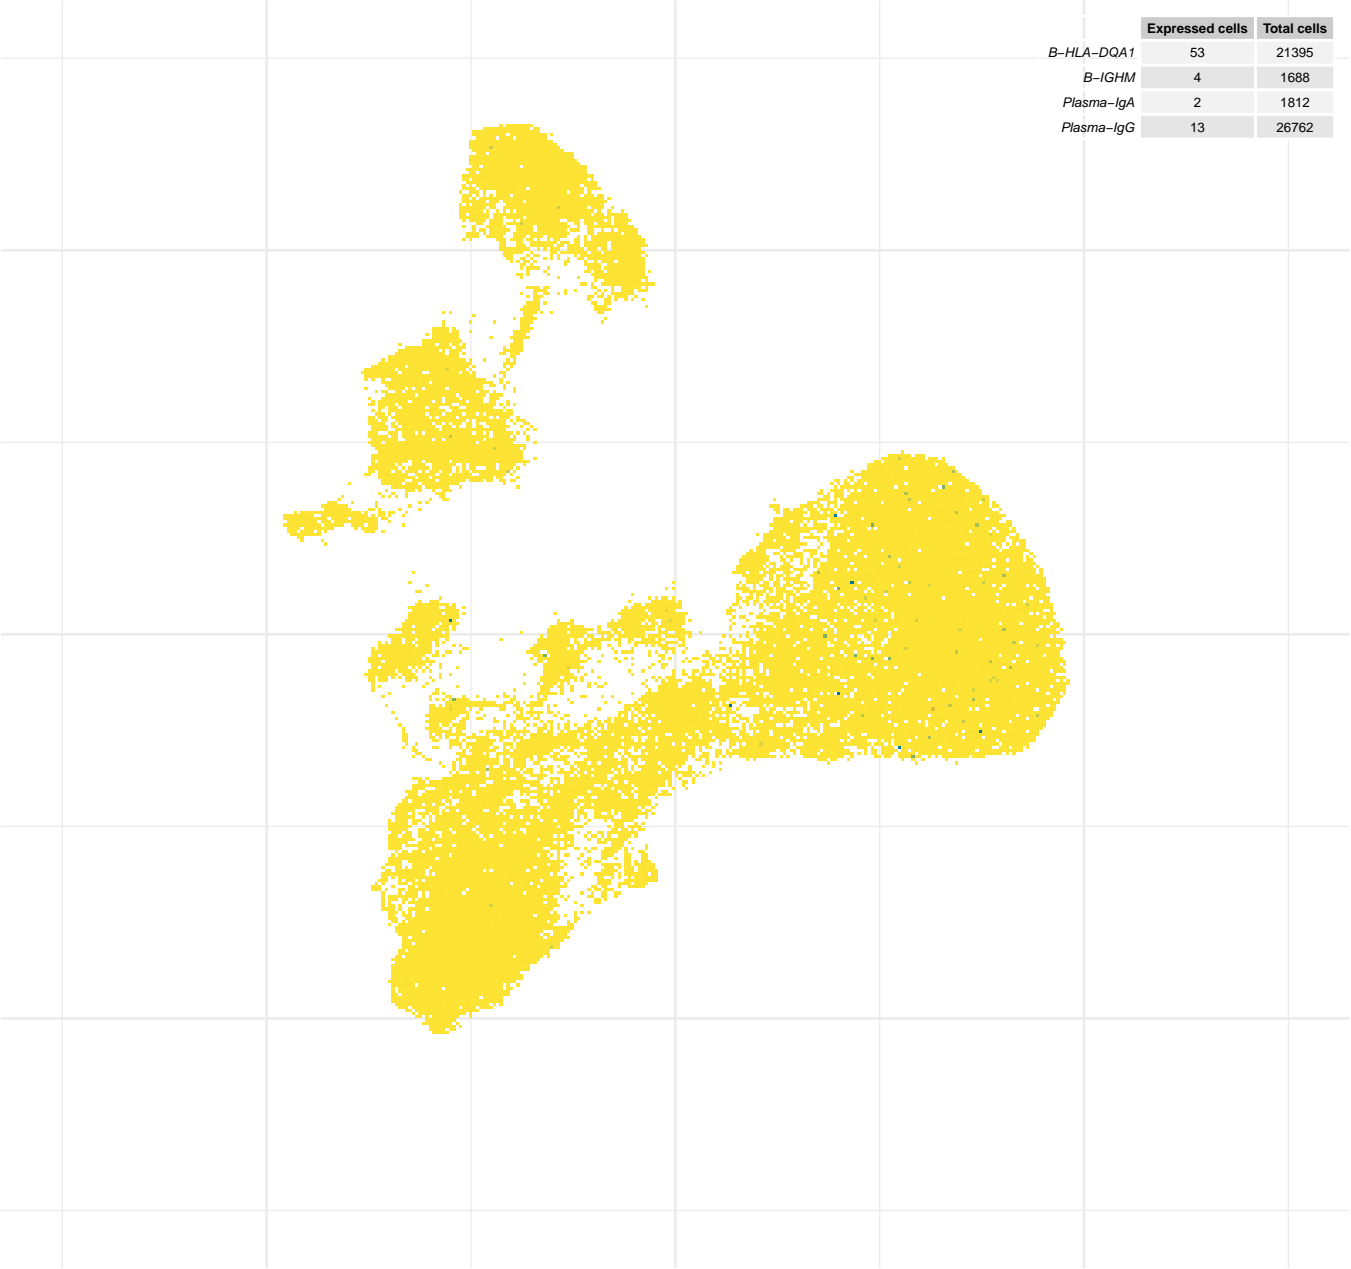 Expressed cells Total cells
B−HLA−DQA1 53 21395
B−IGHM 4 1688
Plasma−IgA 2 1812
Plasma−IgG 13 26762